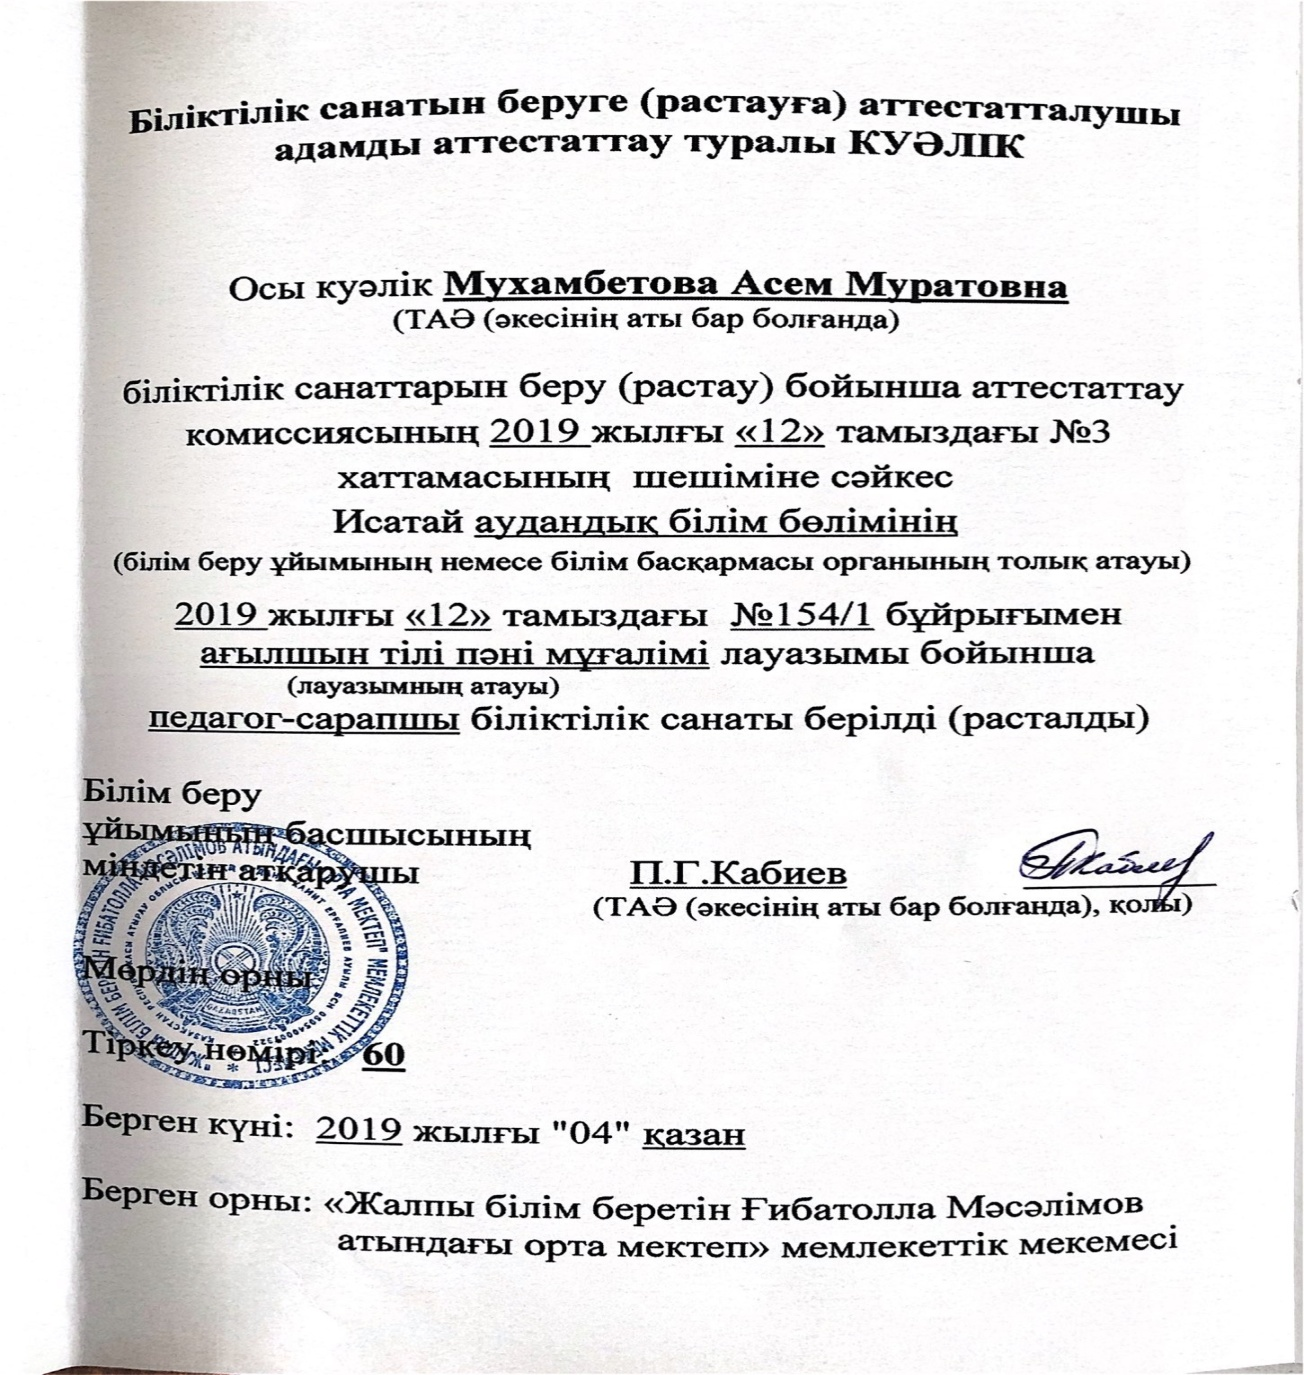 Біліктілік санатын беруге (растауға) аттестатталушы
адамды аттестаттау туралы КУӘЛІК
Осы куәлік Мухамбетова Асем Муратовна
(ТАӘ (әкесінің аты бар болғанда)
біліктілік санаттарын беру (растау) бойынша аттестаттау
комиссиясының 2019 жылғы «12» тамыздағы №3
хаттамасының шешіміне сәйкес
Исатай аудандық білім бөлімінің
(білім беру ұйымының немесе білім басқармасы органының толық атауы)
2019 жылғы «12» тамыздағы №154/1 бұйрығымен
ағылшын тілі пәні мұғалімі лауазымы бойынша
(лауазымның атауы)
педагог-сарапшы біліктілік санаты берілді (расталды)
Білім беру
ұйымының басшысының
міндетін атқарушы П.Г.Кабиев
(ТАӘ (әкесінің аты бар болғанда), қолы)
Мөрдің орны
Тіркеу нөмірі: 60
Берген күні: 2019 жылғы "04" қазан
Берген орны: «Жалпы білім беретін Ғибатолла Мәсәлімов
атындағы орта мектеп» мемлекеттік мекемесі
QAZAQSTAN